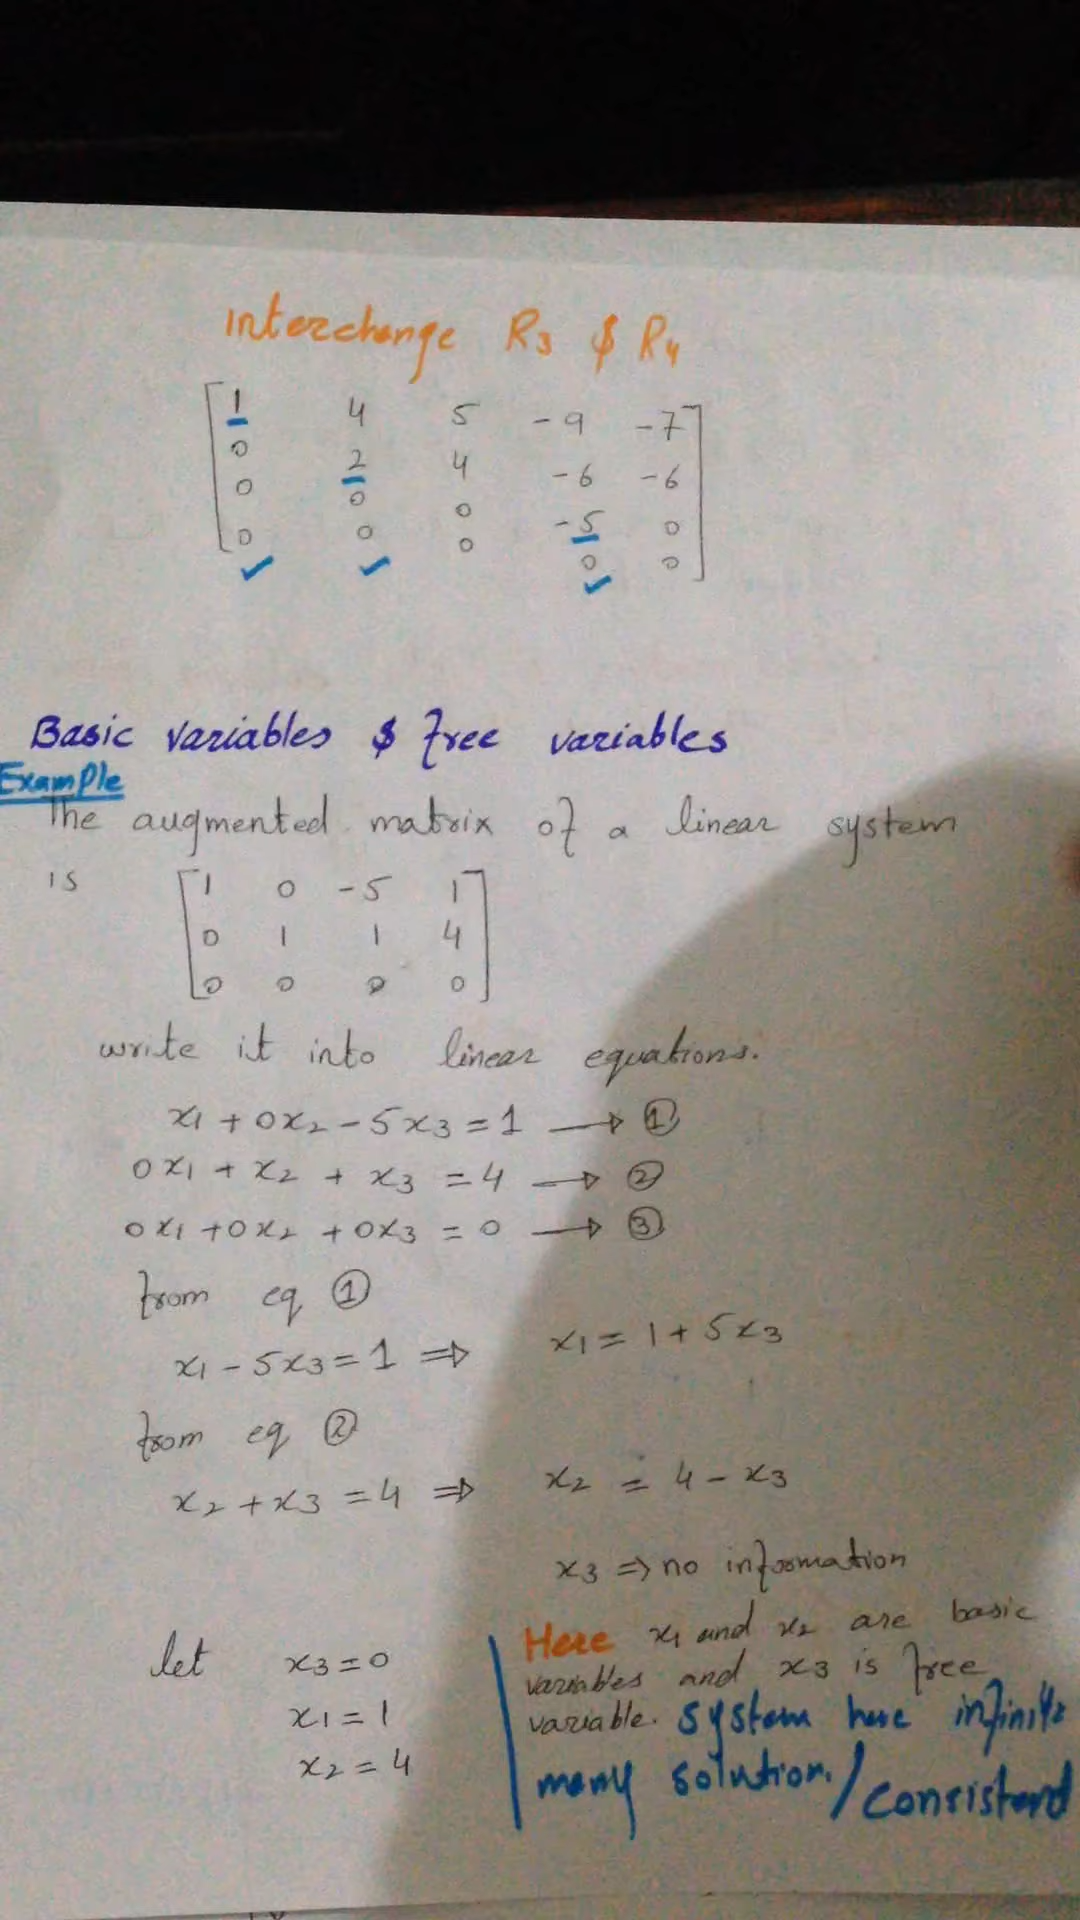 Interchange R3 & R4
1 4 5 -9 -7
0 2 4 -6 -6
0 0 0 -5 0
0 0 0 0 0
Basic variables & free variables
Example
The augmented matrix of a linear system
is
1 0 -5 1
0 1 1 4
0 0 0 0
write it into linear equations.
x1 + 0x2 - 5x3 = 1 → ①
0x1 + x2 + x3 = 4 → ②
0x1 + 0x2 + 0x3 = 0 → ③
from eq ①
x1 - 5x3 = 1 ⇒ x1 = 1 + 5x3
from eq ②
x2 + x3 = 4 ⇒ x2 = 4 - x3
x3 ⇒ no information
let x3 = 0
x1 = 1
x2 = 4
Here x1 and x2 are basic
variables and x3 is free
variable. system have infinite
many solution. / consistend